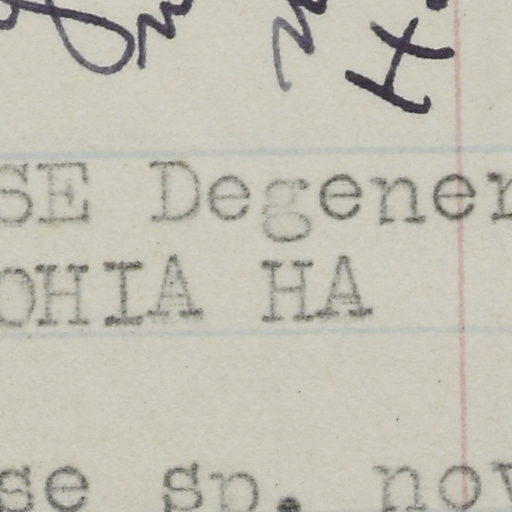 SE Degener
OHIA HA
se sp. nov